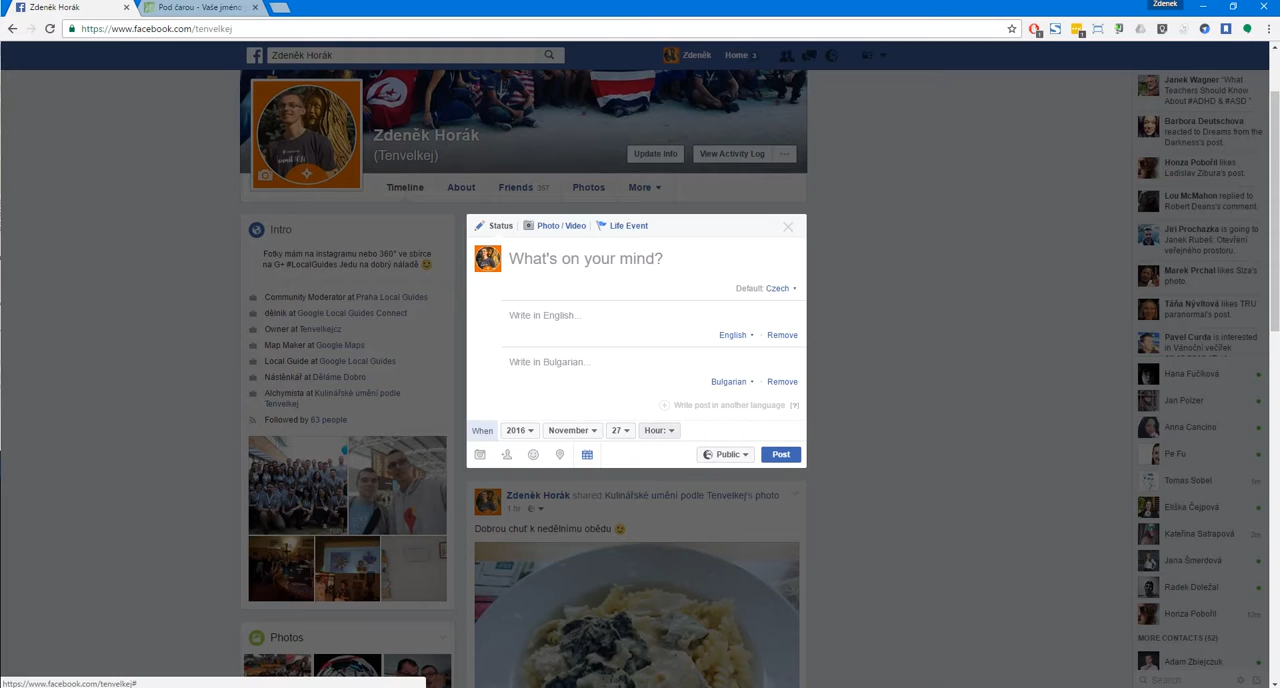 Zdeněk Horák
Pod čarou - Vaše jméno
Zdenek
https://www.facebook.com/tenvelkej
Zdeněk Horák
Zdeněk
Home 3
Zdeněk Horák
(Tenvelkej)
Update Info
View Activity Log
Timeline
About
Friends 357
Photos
More
Intro
Fotky mám na instagramu nebo 360° ve sbírce
na G+ #LocalGuides Jedu na dobrý náladě
Community Moderator at Praha Local Guides
dělník at Google Local Guides Connect
Owner at Tenvelkejcz
Map Maker at Google Maps
Local Guide at Google Local Guides
Nástěnkář at Děláme Dobro
Alchymista at Kulinářské umění podle
Tenvelkej
Followed by 63 people
Photos
Status
Photo / Video
Life Event
What's on your mind?
Default: Czech
Write in English...
English · Remove
Write in Bulgarian...
Bulgarian · Remove
Write post in another language [?]
When
2016
November
27
Hour:
Public
Post
Zdeněk Horák shared Kulinářské umění podle Tenvelkej's photo
1 hr
Dobrou chuť k nedělnímu obědu
Janek Wagner "What
Teachers Should Know
About #ADHD & #ASD "
Barbora Deutschova
reacted to Dreams from the
Darkness's post.
Honza Pobořil likes
Ladislav Zibura's post.
Lou McMahon replied to
Robert Deans's comment.
Jiri Prochazka is going to
Janek Rubeš: Otevření
veřejného prostoru.
Marek Prchal likes Siza's
photo.
Táňa Nývltová likes TRU
paranormal's post.
Pavel Curda is interested
in Vánoční večírek
Hana Fučíková
Jan Polzer
Anna Cancino
Pe Fu
Tomas Sobel 1m
Eliška Čejpová
Kateřina Satrapová 2m
Jana Šmerdová
Radek Doležal
Honza Pobořil 12m
MORE CONTACTS (52)
Adam Zbiejczuk
Search
https://www.facebook.com/tenvelkej#